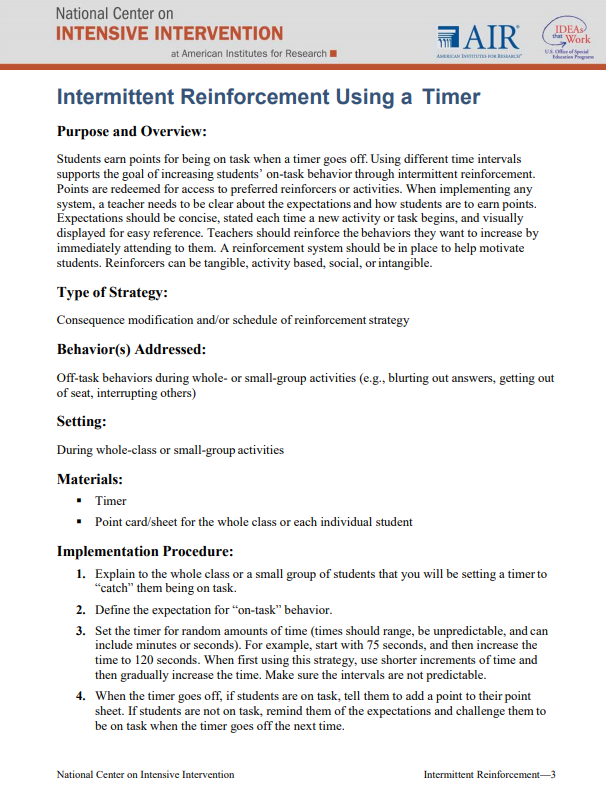 National Center on
INTENSIVE INTERVENTION
at American Institutes for Research
AIR®
AMERICAN INSTITUTES FOR RESEARCH®
IDEAs
that Work
U.S. Office of Special
Education Programs
Intermittent Reinforcement Using a Timer
Purpose and Overview:
Students earn points for being on task when a timer goes off. Using different time intervals
supports the goal of increasing students’ on-task behavior through intermittent reinforcement.
Points are redeemed for access to preferred reinforcers or activities. When implementing any
system, a teacher needs to be clear about the expectations and how students are to earn points.
Expectations should be concise, stated each time a new activity or task begins, and visually
displayed for easy reference. Teachers should reinforce the behaviors they want to increase by
immediately attending to them. A reinforcement system should be in place to help motivate
students. Reinforcers can be tangible, activity based, social, or intangible.
Type of Strategy:
Consequence modification and/or schedule of reinforcement strategy
Behavior(s) Addressed:
Off-task behaviors during whole- or small-group activities (e.g., blurting out answers, getting out
of seat, interrupting others)
Setting:
During whole-class or small-group activities
Materials:
▪ Timer
▪ Point card/sheet for the whole class or each individual student
Implementation Procedure:
1. Explain to the whole class or a small group of students that you will be setting a timer to
“catch” them being on task.
2. Define the expectation for “on-task” behavior.
3. Set the timer for random amounts of time (times should range, be unpredictable, and can
include minutes or seconds). For example, start with 75 seconds, and then increase the
time to 120 seconds. When first using this strategy, use shorter increments of time and
then gradually increase the time. Make sure the intervals are not predictable.
4. When the timer goes off, if students are on task, tell them to add a point to their point
sheet. If students are not on task, remind them of the expectations and challenge them to
be on task when the timer goes off the next time.
National Center on Intensive Intervention
Intermittent Reinforcement—3